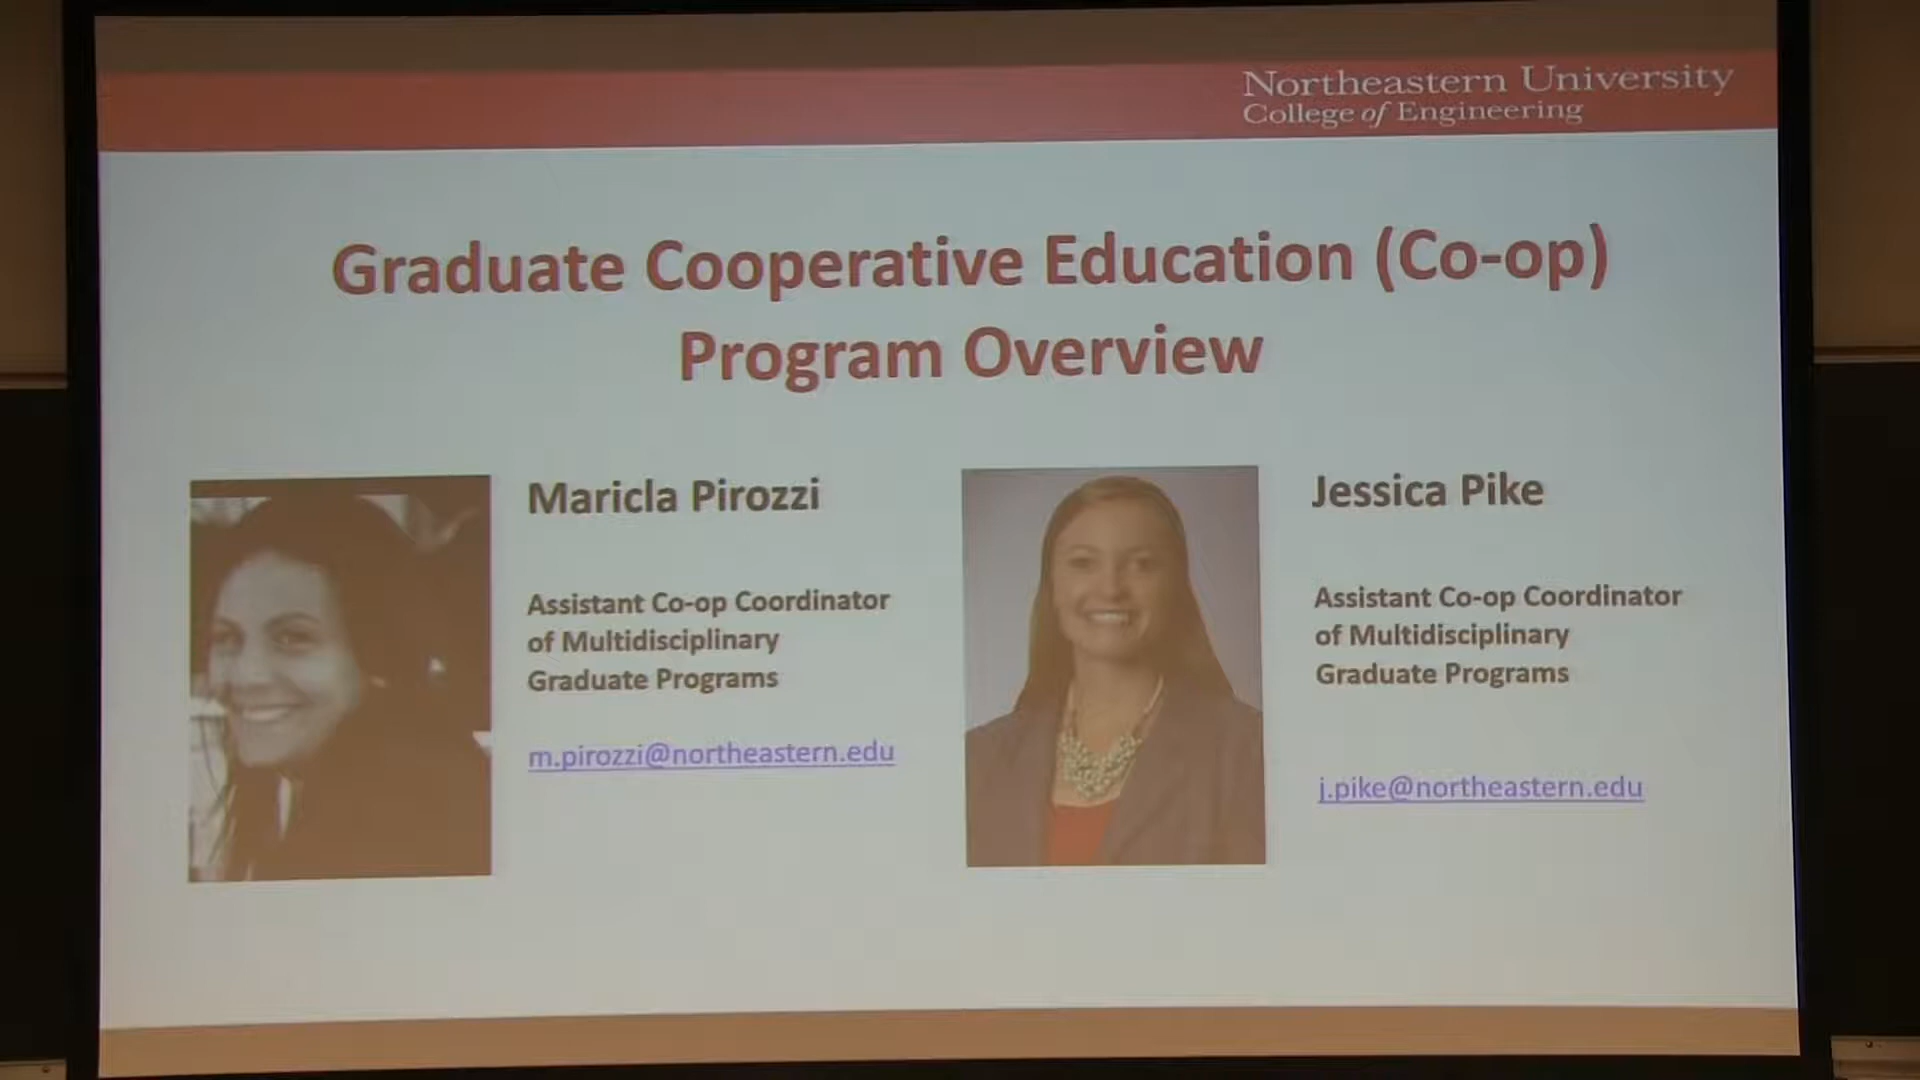 Northeastern University
College of Engineering
Graduate Cooperative Education (Co-op)
Program Overview
Maricla Pirozzi
Assistant Co-op Coordinator
of Multidisciplinary
Graduate Programs
m.pirozzi@northeastern.edu
Jessica Pike
Assistant Co-op Coordinator
of Multidisciplinary
Graduate Programs
j.pike@northeastern.edu